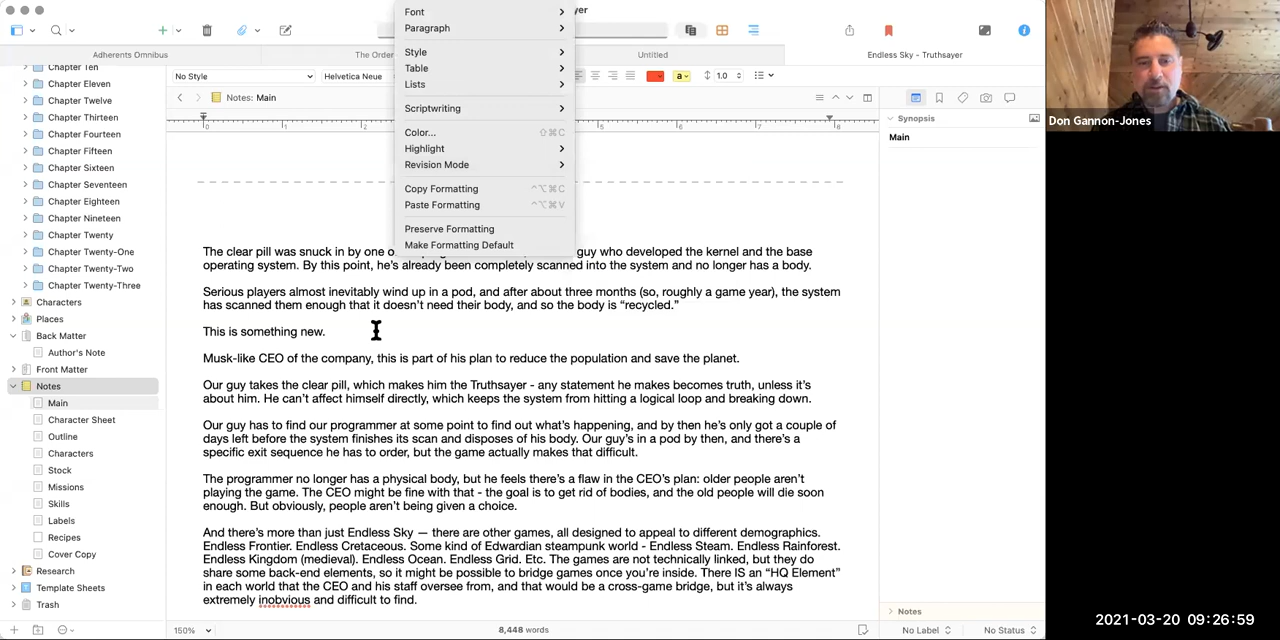 yer
Adherents Omnibus
The Order
Untitled
Endless Sky - Truthsayer
Font
Paragraph
Style
Table
Lists
Scriptwriting
Color... ⇧⌘C
Highlight
Revision Mode
Copy Formatting ^⌥⌘C
Paste Formatting ^⌥⌘V
Preserve Formatting
Make Formatting Default
No Style
Helvetica Neue
a
1.0
Notes: Main
0 1 2 5 6 7 8
Chapter Ten
Chapter Eleven
Chapter Twelve
Chapter Thirteen
Chapter Fourteen
Chapter Fifteen
Chapter Sixteen
Chapter Seventeen
Chapter Eighteen
Chapter Nineteen
Chapter Twenty
Chapter Twenty-One
Chapter Twenty-Two
Chapter Twenty-Three
Characters
Places
Back Matter
Author's Note
Front Matter
Notes
Main
Character Sheet
Outline
Characters
Stock
Missions
Skills
Labels
Recipes
Cover Copy
Research
Template Sheets
Trash
The clear pill was snuck in by one o guy who developed the kernel and the base
operating system. By this point, he's already been completely scanned into the system and no longer has a body.
Serious players almost inevitably wind up in a pod, and after about three months (so, roughly a game year), the system
has scanned them enough that it doesn't need their body, and so the body is "recycled."
This is something new.
Musk-like CEO of the company, this is part of his plan to reduce the population and save the planet.
Our guy takes the clear pill, which makes him the Truthsayer - any statement he makes becomes truth, unless it's
about him. He can't affect himself directly, which keeps the system from hitting a logical loop and breaking down.
Our guy has to find our programmer at some point to find out what's happening, and by then he's only got a couple of
days left before the system finishes its scan and disposes of his body. Our guy's in a pod by then, and there's a
specific exit sequence he has to order, but the game actually makes that difficult.
The programmer no longer has a physical body, but he feels there's a flaw in the CEO's plan: older people aren't
playing the game. The CEO might be fine with that - the goal is to get rid of bodies, and the old people will die soon
enough. But obviously, people aren't being given a choice.
And there's more than just Endless Sky — there are other games, all designed to appeal to different demographics.
Endless Frontier. Endless Cretaceous. Some kind of Edwardian steampunk world - Endless Steam. Endless Rainforest.
Endless Kingdom (medieval). Endless Ocean. Endless Grid. Etc. The games are not technically linked, but they do
share some back-end elements, so it might be possible to bridge games once you're inside. There IS an "HQ Element"
in each world that the CEO and his staff oversee from, and that would be a cross-game bridge, but it's always
extremely inobvious and difficult to find.
150%
8,448 words
Synopsis
Main
Notes
No Label
No Status
Don Gannon-Jones
2021-03-20 09:26:59